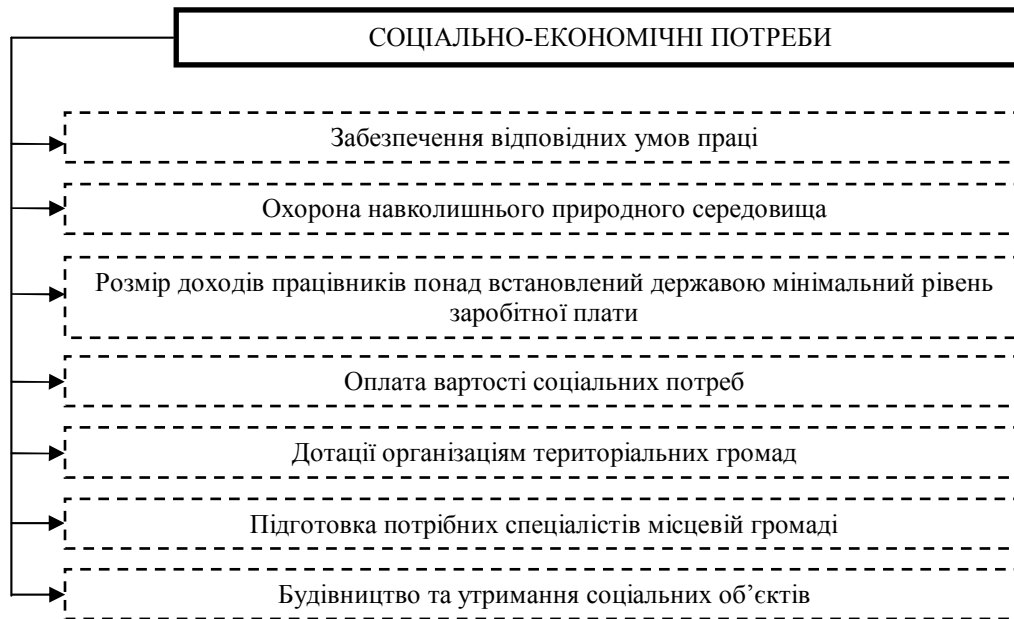 СОЦІАЛЬНО-ЕКОНОМІЧНІ ПОТРЕБИ
Забезпечення відповідних умов праці
Охорона навколишнього природного середовища
Розмір доходів працівників понад встановлений державою мінімальний рівень
заробітної плати
Оплата вартості соціальних потреб
Дотації організаціям територіальних громад
Підготовка потрібних спеціалістів місцевій громаді
Будівництво та утримання соціальних об’єктів